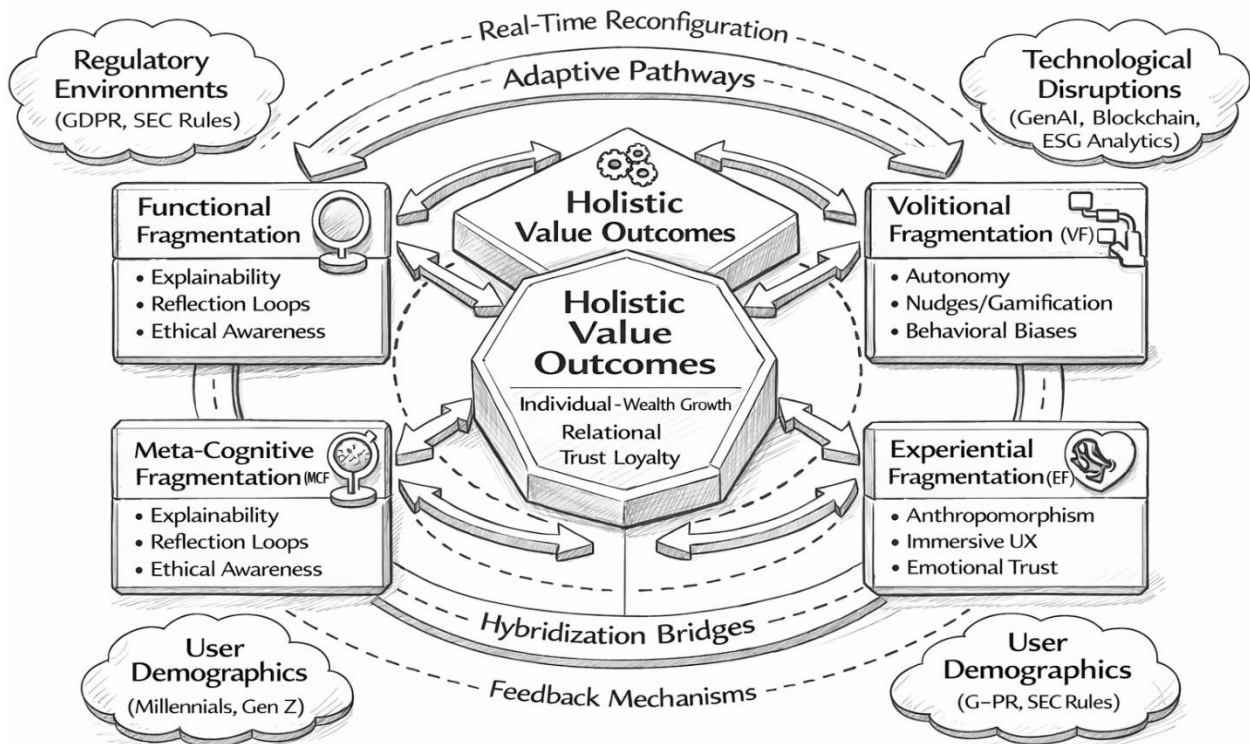 Real-Time Reconfiguration
Adaptive Pathways
Regulatory
Environments
(GDPR, SEC Rules)
Technological
Disruptions
(GenAI, Blockchain,
ESG Analytics)
Functional
Fragmentation
• Explainability
• Reflection Loops
• Ethical Awareness
Holistic
Value Outcomes
Volitional
Fragmentation (VF)
• Autonomy
• Nudges/Gamification
• Behavioral Biases
Holistic
Value
Outcomes
Individual-Wealth Growth
Relational
Trust Loyalty
Meta-Cognitive
Fragmentation (MCF
• Explainability
• Reflection Loops
• Ethical Awareness
Experiential
Fragmentation (EF)
• Anthropomorphism
• Immersive UX
• Emotional Trust
Hybridization Bridges
Feedback Mechanisms
User
Demographics
(Millennials, Gen Z)
User
Demographics
(G-PR, SEC Rules)